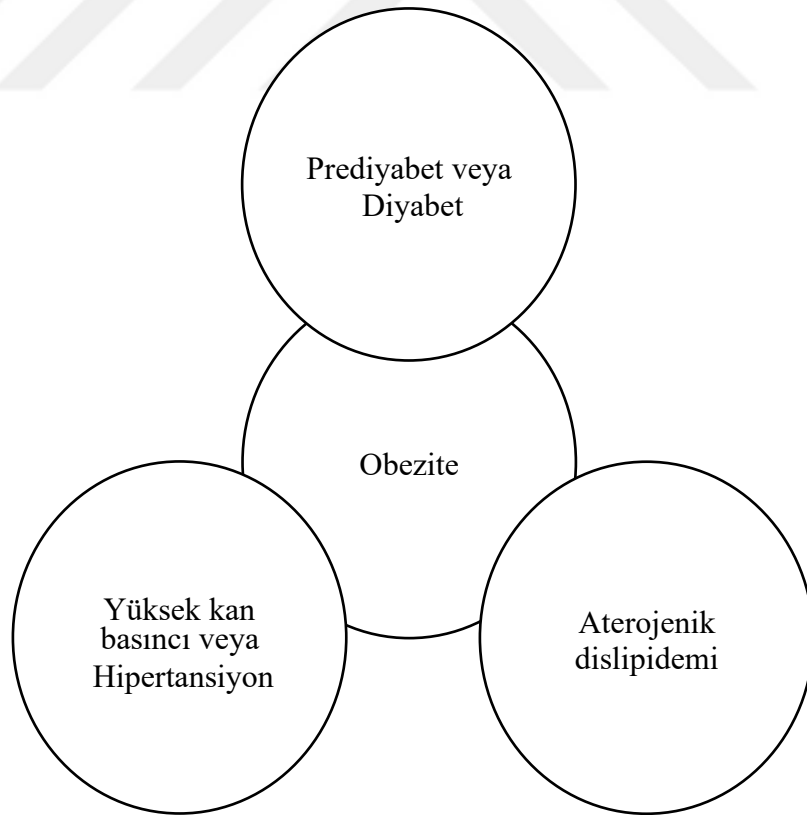 Prediyabet veya
Diyabet
Obezite
Yüksek kan
basıncı veya
Hipertansiyon
Aterojenik
dislipidemi